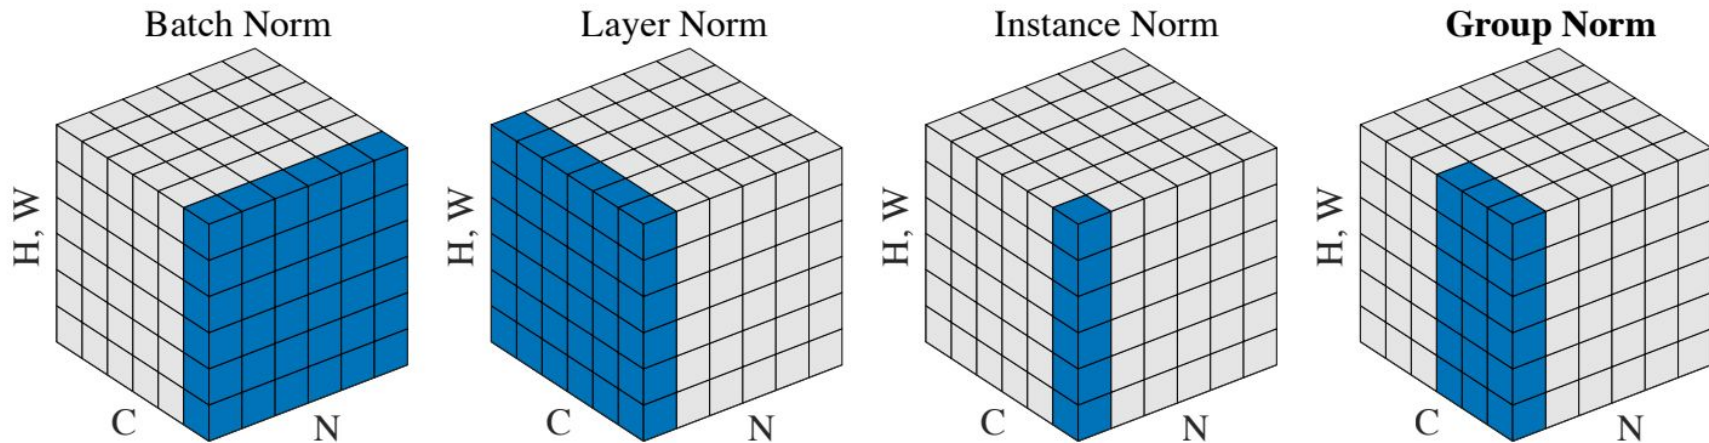 Batch Norm
Layer Norm
Instance Norm
Group Norm
H, W
C
N
H, W
C
N
H, W
C
N
H, W
C
N